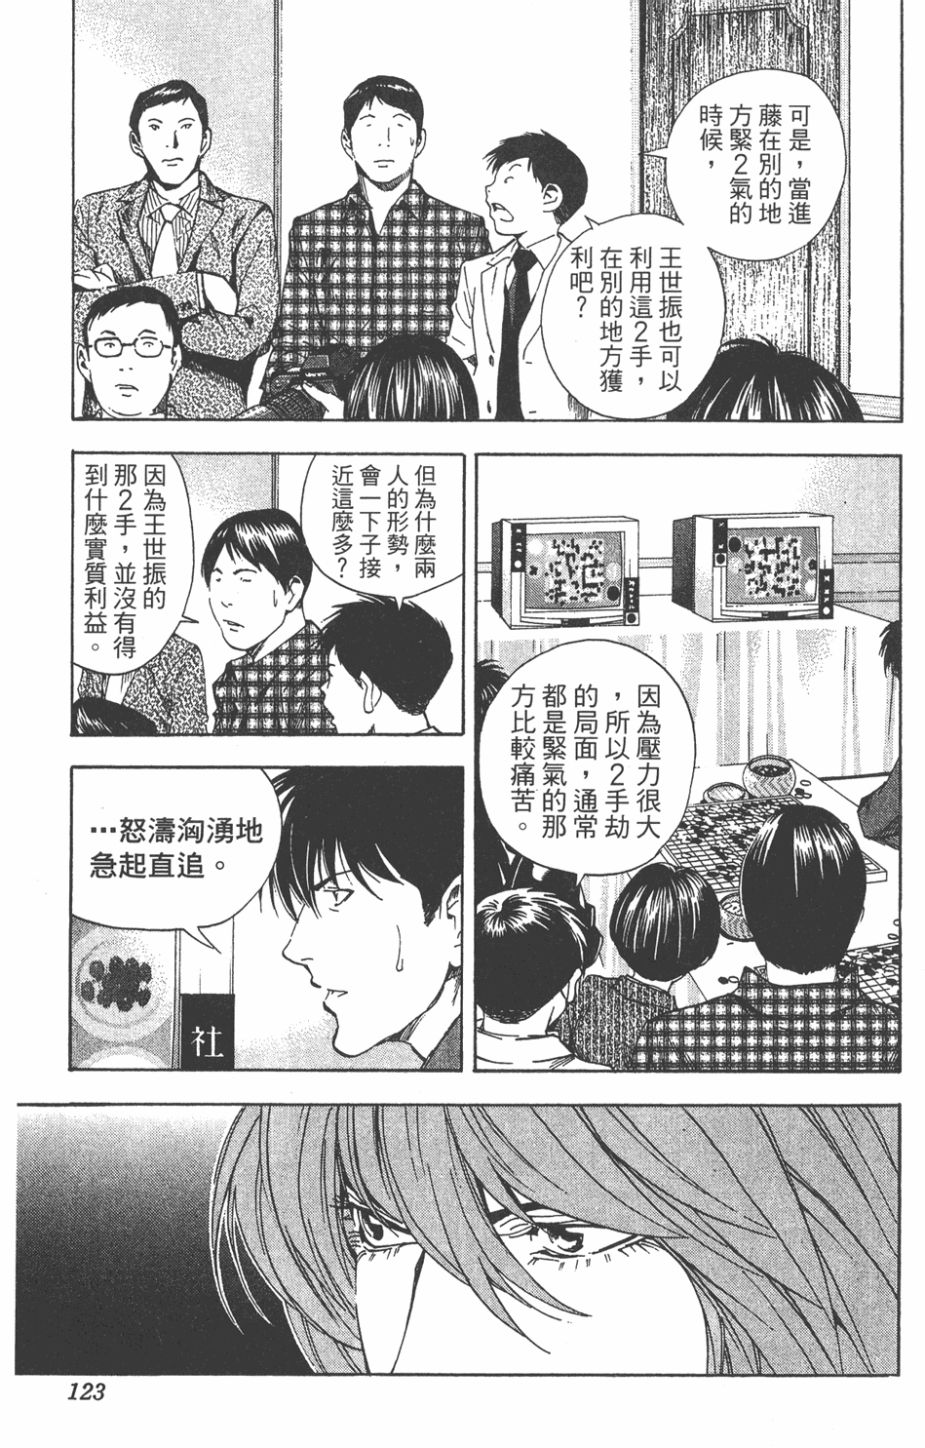 可是，當進
藤在別的地
方緊2氣的
時候，
王世振也可以
利用這2手，
在別的地方獲
利吧？
因為壓力很大
，所以2手劫
的局面，通常
都是緊氣的那
方比較痛苦。
但為什麼兩
人的形勢，
會一下子接
近這麼多？
因為王世振的
那2手，並沒有得
到什麼實質利益。
…怒濤洶湧地
急起直追。
社
123